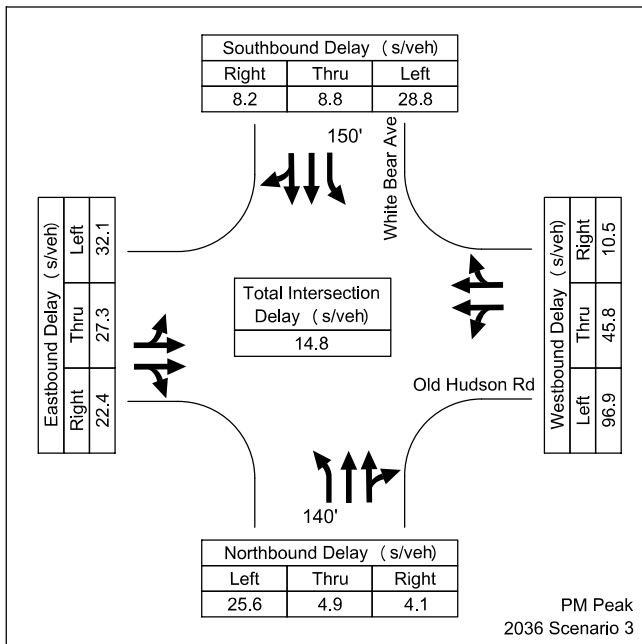 Southbound Delay (s/veh)
Right Thru Left
8.2 8.8 28.8
150'
White Bear Ave
Eastbound Delay (s/veh)
Right Thru Left
22.4 27.3 32.1
Total Intersection
Delay (s/veh)
14.8
Westbound Delay (s/veh)
Left Thru Right
96.9 45.8 10.5
Old Hudson Rd
140'
Northbound Delay (s/veh)
Left Thru Right
25.6 4.9 4.1
PM Peak
2036 Scenario 3